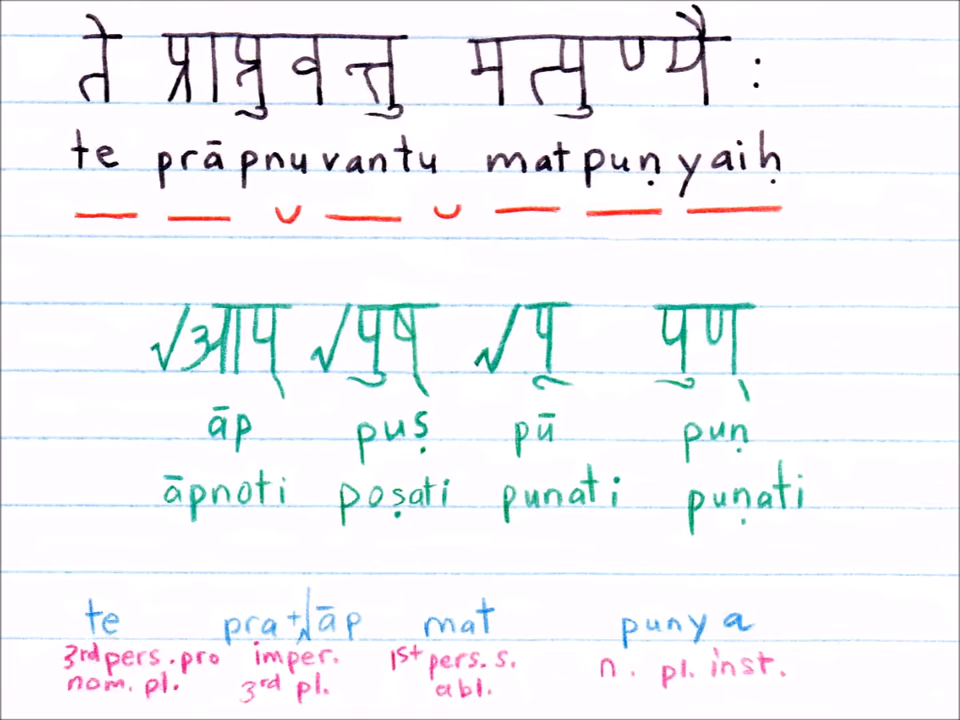 ते प्राप्नुवन्तु मत्पुण्यैः
te prāpnuvantu matpuṇyaiḥ
√आप् √पुष् √पू पुण्
āp puṣ pū puṇ
āpnoti poṣati punati puṇati
te pra+√āp mat punya
3rd pers. pro imper. 1st pers. s. n. pl. inst.
nom. pl. 3rd pl. abl.